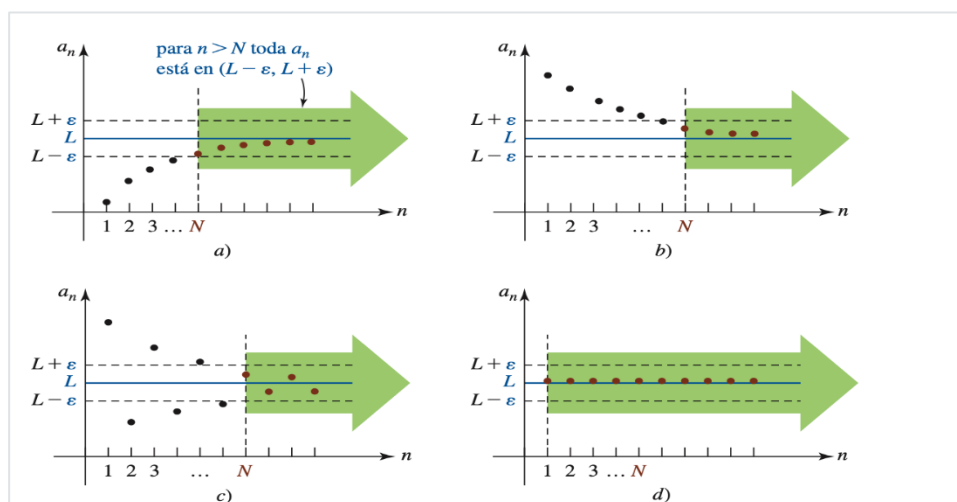 aₙ
para n > N toda aₙ
está en (L − ε, L + ε)
L + ε
L
L − ε
1 2 3 ... N
n
a)
aₙ
L + ε
L
L − ε
1 2 3 ... N
n
b)
aₙ
L + ε
L
L − ε
1 2 3 ... N
n
c)
aₙ
L + ε
L
L − ε
1 2 3 ... N
n
d)